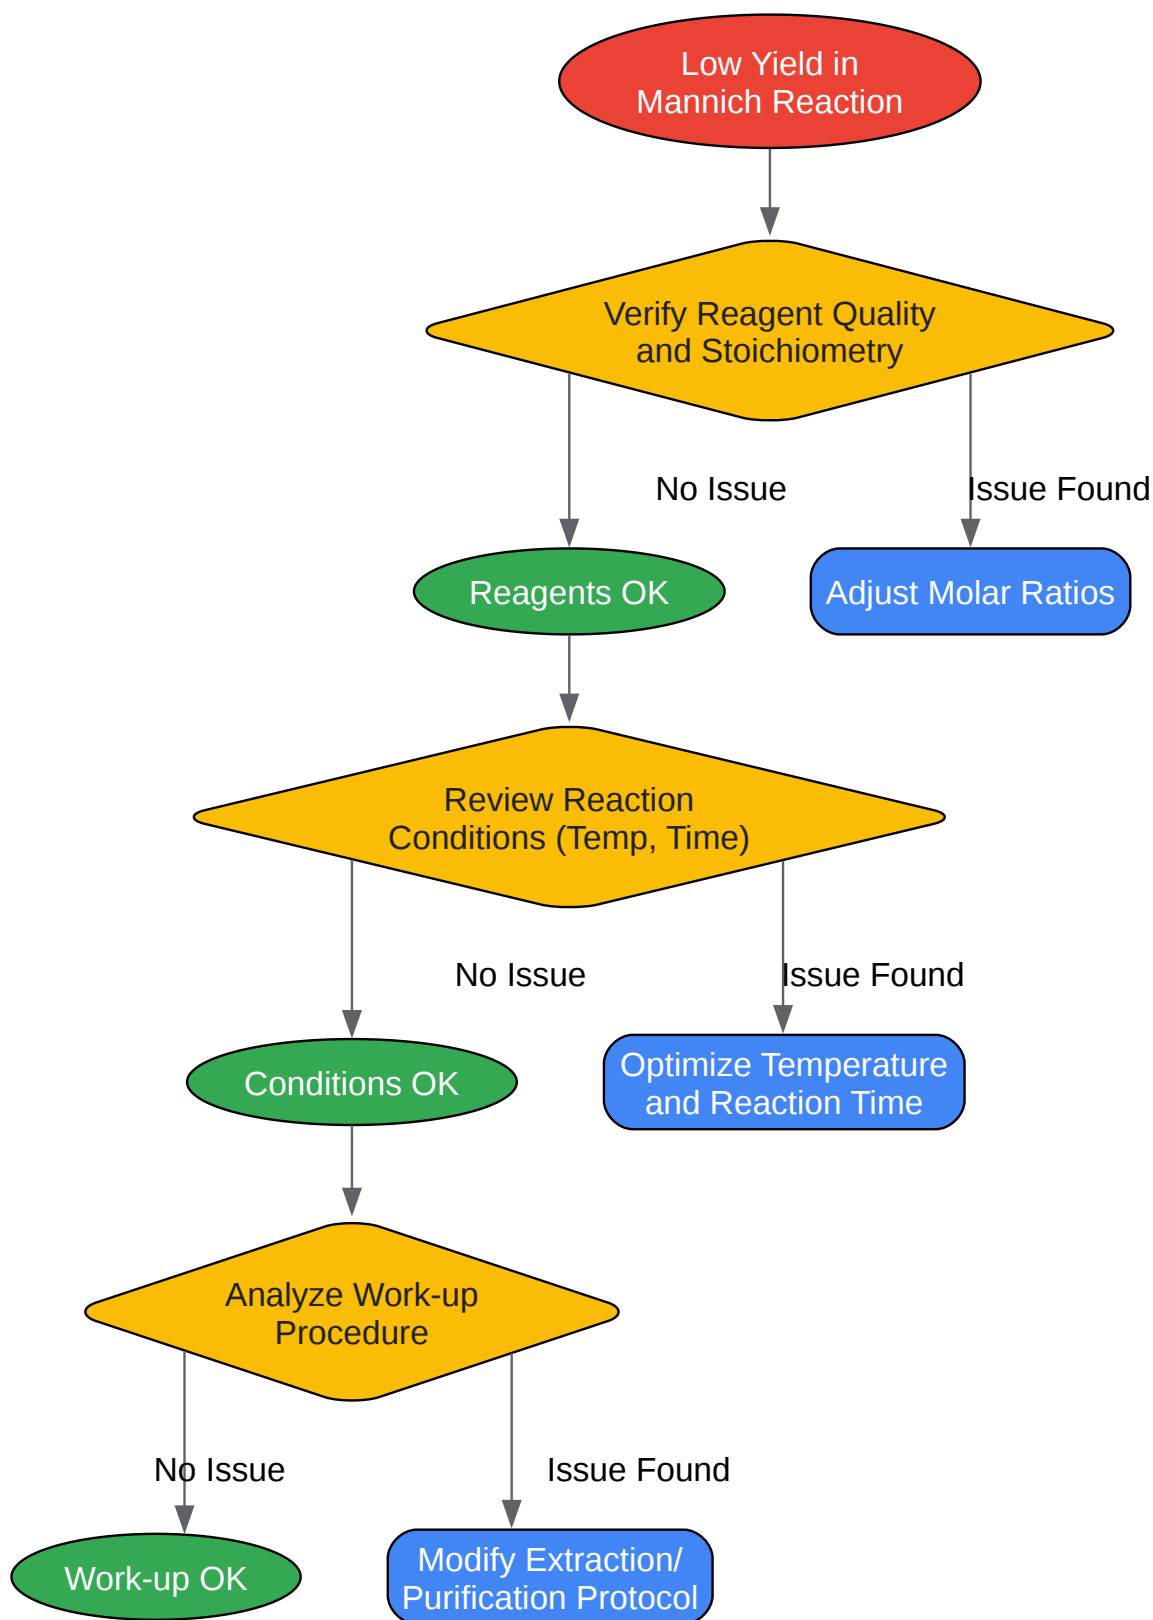 Low Yield in
Mannich Reaction
Verify Reagent Quality
and Stoichiometry
No Issue
Issue Found
Reagents OK
Adjust Molar Ratios
Review Reaction
Conditions (Temp, Time)
No Issue
Issue Found
Conditions OK
Optimize Temperature
and Reaction Time
Analyze Work-up
Procedure
No Issue
Issue Found
Work-up OK
Modify Extraction/
Purification Protocol